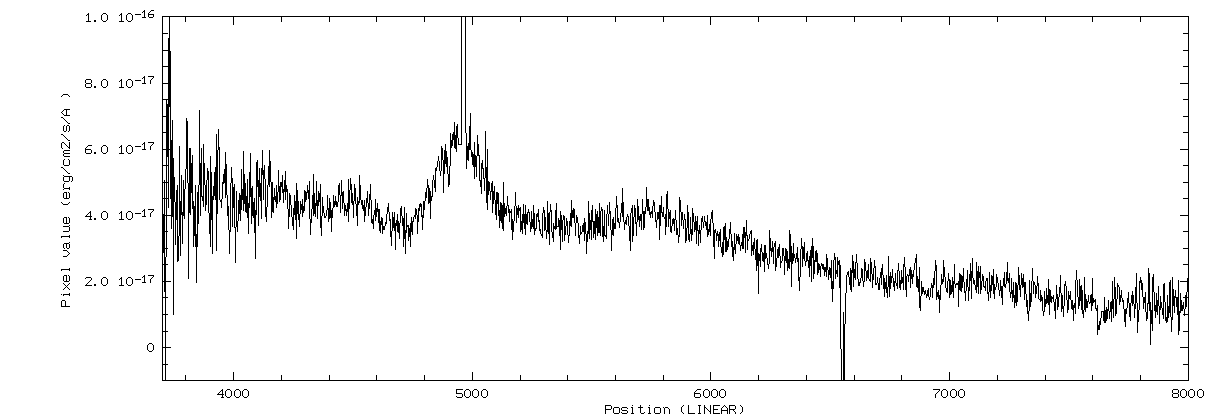 1.0 10-16
8.0 10-17
6.0 10-17
4.0 10-17
2.0 10-17
0
Pixel value (erg/cm2/s/A )
4000 5000 6000 7000 8000
Position (LINEAR)